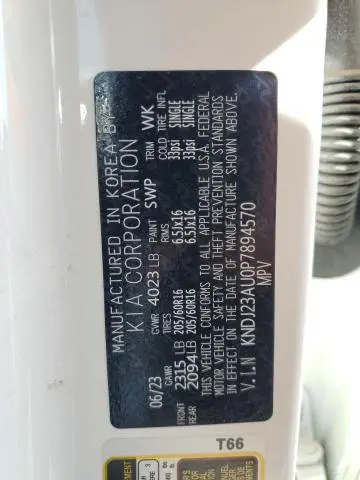 MANUFACTURED IN KOREA BY
KIA CORPORATION
06/23 GVWR 4023 LB PAINT SWP TRIM WK
GAWR TIRES COLD TIRE INFL
FRONT 2315 LB 205/60R16 6.5Jx16 33psi SINGLE
REAR 2094 LB 205/60R16 6.5Jx16 33psi SINGLE
THIS VEHICLE CONFORMS TO ALL APPLICABLE U.S.A. FEDERAL
MOTOR VEHICLE SAFETY AND THEFT PREVENTION STANDARDS
IN EFFECT ON THE DATE OF MANUFACTURE SHOWN ABOVE.
V.I.N KNDJ23AU0P7894570
MPV
T66